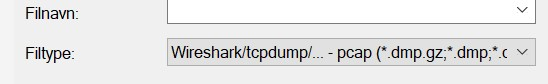 Filnavn:
Filtype: Wireshark/tcpdump/... - pcap (*.dmp.gz;*.dmp;*.c